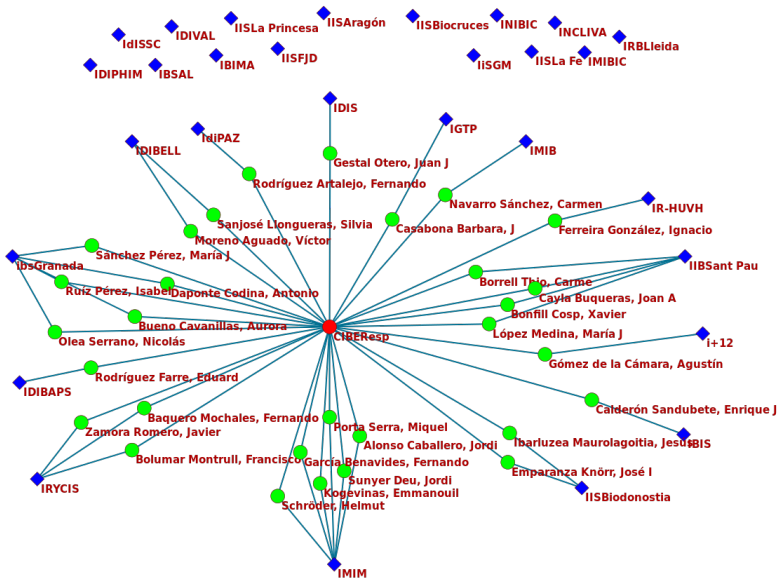 IdISSC
IDIVAL
IISLa Princesa
IISAragón
IISBiocruces
INIBIC
INCLIVA
IRBLleida
IDIPHIM
IBSAL
IBIMA
IISFJD
IiSGM
IISLa Fe
IMIBIC
IDIS
IGTP
IDIBELL
IdiPAZ
IMIB
Gestal Otero, Juan J
Rodríguez Artalejo, Fernando
Navarro Sánchez, Carmen
IR-HUVH
Sanjosé Llongueras, Silvia
Casabona Barbara, J
Ferreira González, Ignacio
Moreno Aguado, Víctor
Sánchez Pérez, María J
ibsGranada
IIBSant Pau
Ruiz Pérez, Isabel
Daponte Codina, Antonio
Borrell Thio, Carme
Cayla Buqueras, Joan A
Bonfill Cosp, Xavier
Bueno Cavanillas, Aurora
CIBEResp
López Medina, María J
Olea Serrano, Nicolás
i+12
Gómez de la Cámara, Agustín
Rodríguez Farre, Eduard
IDIBAPS
Calderón Sandubete, Enrique J
Baquero Mochales, Fernando
Porta Serra, Miquel
Zamora Romero, Javier
Alonso Caballero, Jordi
Ibarluzea Maurolagoitia, Jesús
IBIS
Bolumar Montrull, Francisco
García Benavides, Fernando
Emparanza Knörr, José I
Sunyer Deu, Jordi
IRYCIS
Kogevinas, Emmanouil
IISBiodonostia
Schröder, Helmut
IMIM